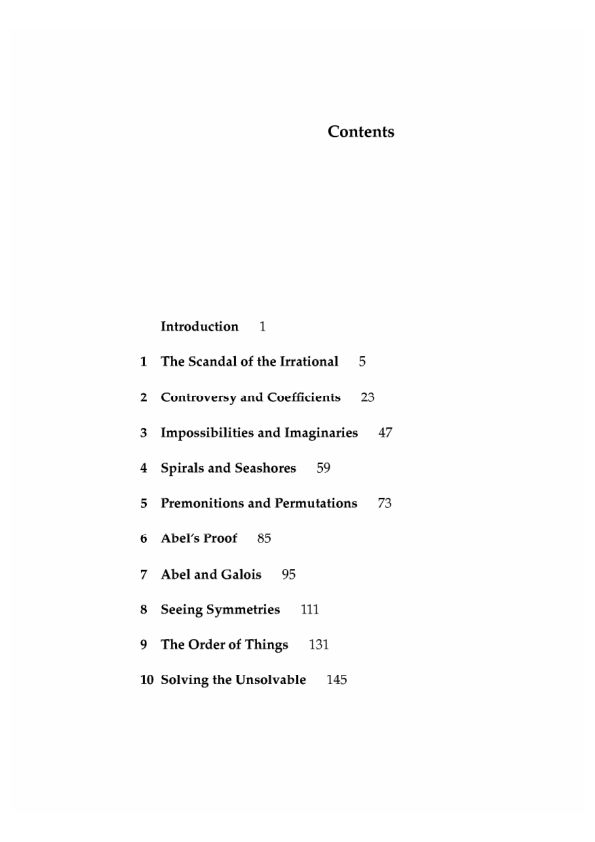 Contents
Introduction 1
1 The Scandal of the Irrational 5
2 Controversy and Coefficients 23
3 Impossibilities and Imaginaries 47
4 Spirals and Seashores 59
5 Premonitions and Permutations 73
6 Abel's Proof 85
7 Abel and Galois 95
8 Seeing Symmetries 111
9 The Order of Things 131
10 Solving the Unsolvable 145